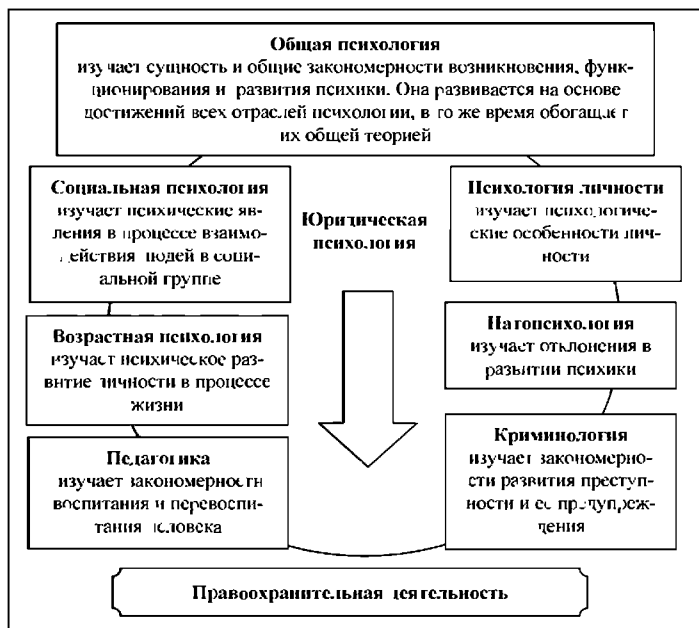 Общая психология
изучает сущность и общие закономерности возникновения, функ-
ционирования и развития психики. Она развивается на основе
достижений всех отраслей психологии, в то же время обогащает
их общей теорией
Социальная психология
изучает психические яв-
ления в процессе взаимо-
действия людей в соци-
альной группе
Возрастная психология
изучает психическое раз-
витие личности в процессе
жизни
Педагогика
изучает закономерности
воспитания и перевоспи-
тания человека
Юридическая
психология
Психология личности
изучает психологиче-
ские особенности лич-
ности
Патопсихология
изучает отклонения в
развитии психики
Криминология
изучает закономерно-
сти развития преступ-
ности и ее предупреж-
дения
Правоохранительная деятельность